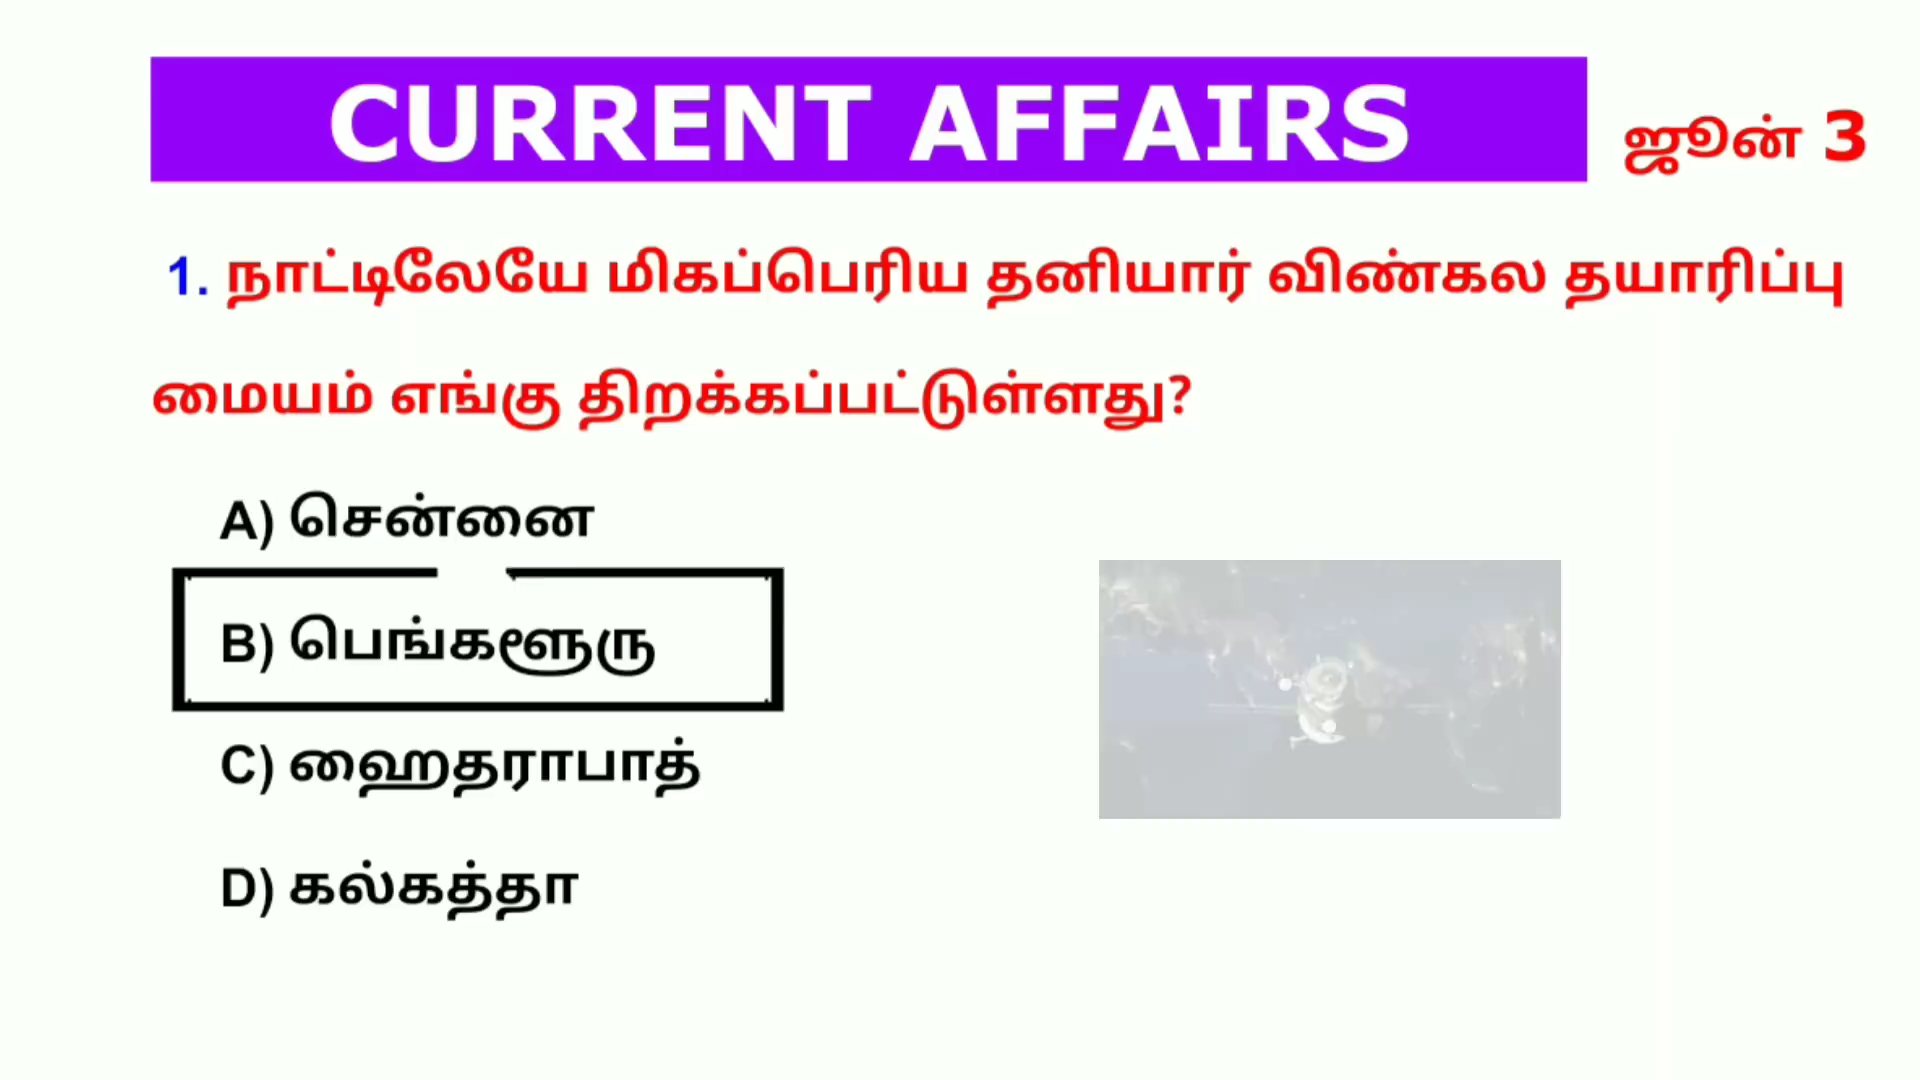 CURRENT AFFAIRS
ஜூன் 3
1. நாட்டிலேயே மிகப்பெரிய தனியார் விண்கல தயாரிப்பு
மையம் எங்கு திறக்கப்பட்டுள்ளது?
A) சென்னை
B) பெங்களூரு
C) ஹைதராபாத்
D) கல்கத்தா